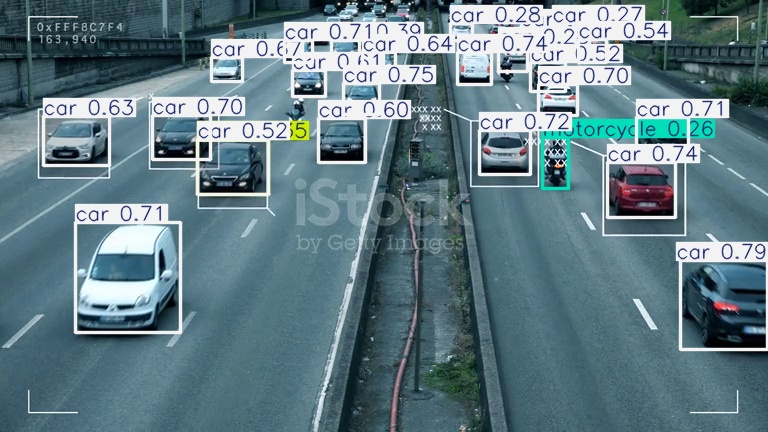 0xFFF8C7F4
163,940
car 0.28
car 0.27
car 0.710.39
car 0.54
car 0.67
car 0.64
car 0.74
car 0.52
car 0.61
car 0.75
car 0.70
car 0.63
car 0.70
car 0.60
xxx xx
car 0.72
car 0.71
car 0.52
motorcycle 0.26
car 0.74
iStock
by Getty Images
car 0.71
car 0.79